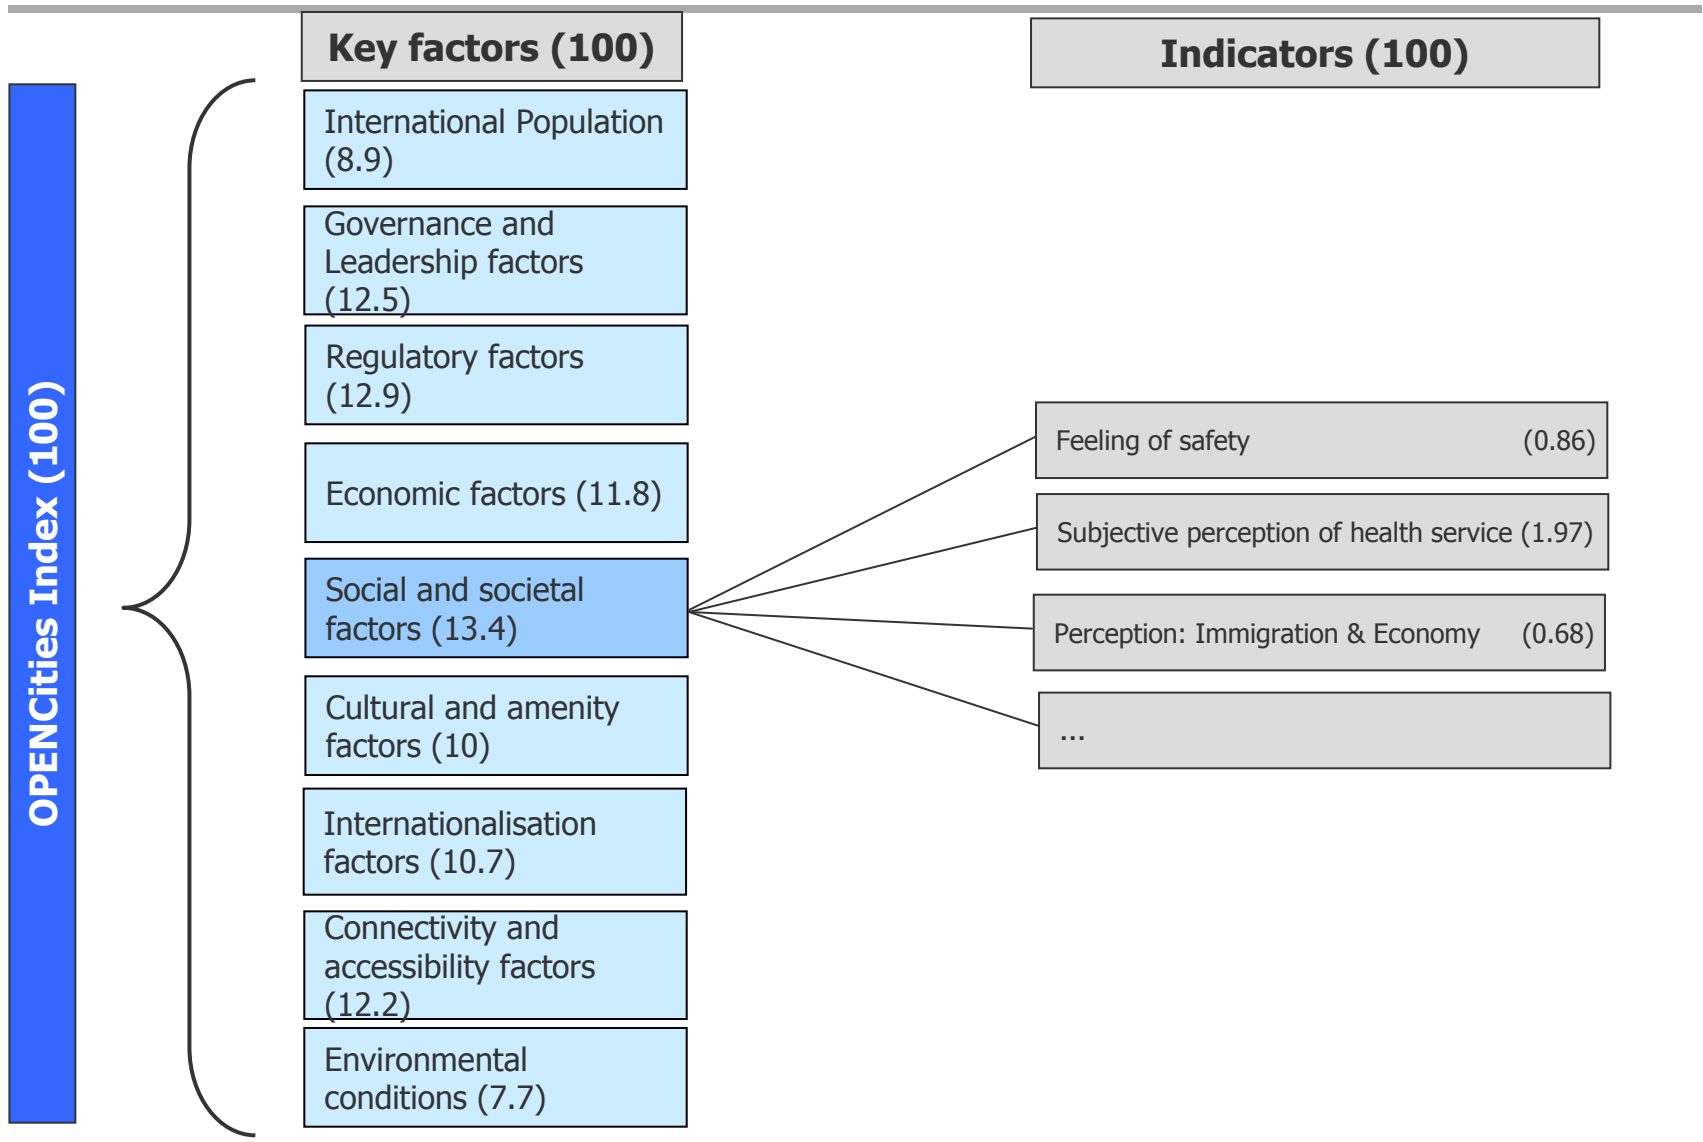 Key factors (100)
Indicators (100)
OPENCities Index (100)
International Population
(8.9)
Governance and
Leadership factors
(12.5)
Regulatory factors
(12.9)
Economic factors (11.8)
Social and societal
factors (13.4)
Cultural and amenity
factors (10)
Internationalisation
factors (10.7)
Connectivity and
accessibility factors
(12.2)
Environmental
conditions (7.7)
Feeling of safety (0.86)
Subjective perception of health service (1.97)
Perception: Immigration & Economy (0.68)
...